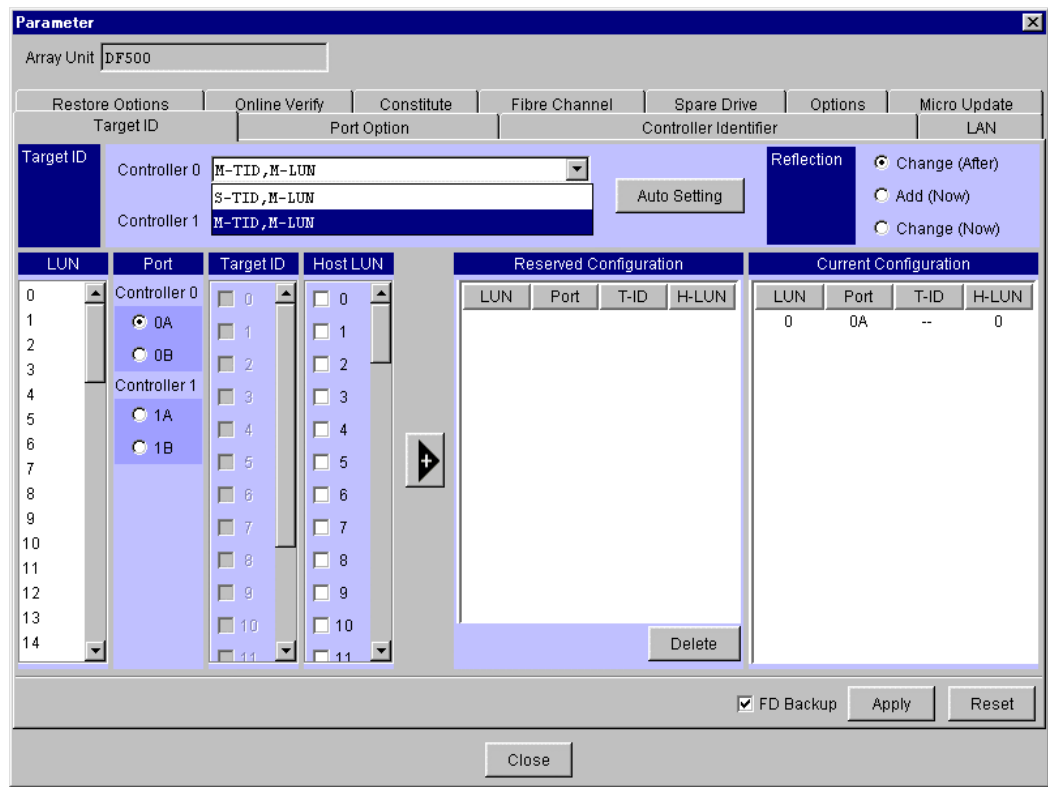 Parameter
Array Unit DF500
Restore Options Online Verify Constitute Fibre Channel Spare Drive Options Micro Update
Target ID Port Option Controller Identifier LAN
Target ID
Controller 0 M-TID,M-LUN
S-TID,M-LUN
Controller 1 M-TID,M-LUN
Auto Setting
Reflection
Change (After)
Add (Now)
Change (Now)
LUN
0
1
2
3
4
5
6
7
8
9
10
11
12
13
14
Port
Controller 0
0A
0B
Controller 1
1A
1B
Target ID
0
1
2
3
4
5
6
7
8
9
10
11
Host LUN
0
1
2
3
4
5
6
7
8
9
10
11
+
Reserved Configuration
LUN Port T-ID H-LUN
Delete
Current Configuration
LUN Port T-ID H-LUN
0 0A -- 0
FD Backup Apply Reset
Close